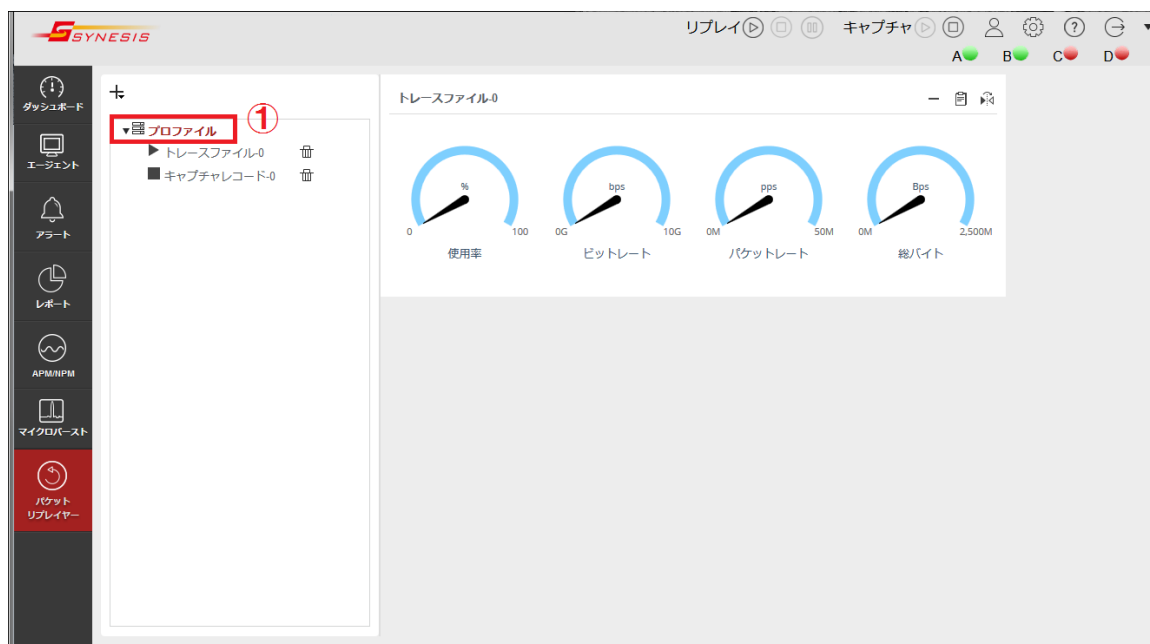 SYNESIS
リプレイ キャプチャ ?
A B C D
ダッシュボード
エージェント
アラート
レポート
APM/NPM
マイクロバースト
パケット
リプレイヤー
▼プロファイル ①
▶ トレースファイル-0
■ キャプチャレコード-0
トレースファイル-0
% bps pps Bps
0 100 0G 10G 0M 50M 0M 2,500M
使用率 ビットレート パケットレート 総バイト